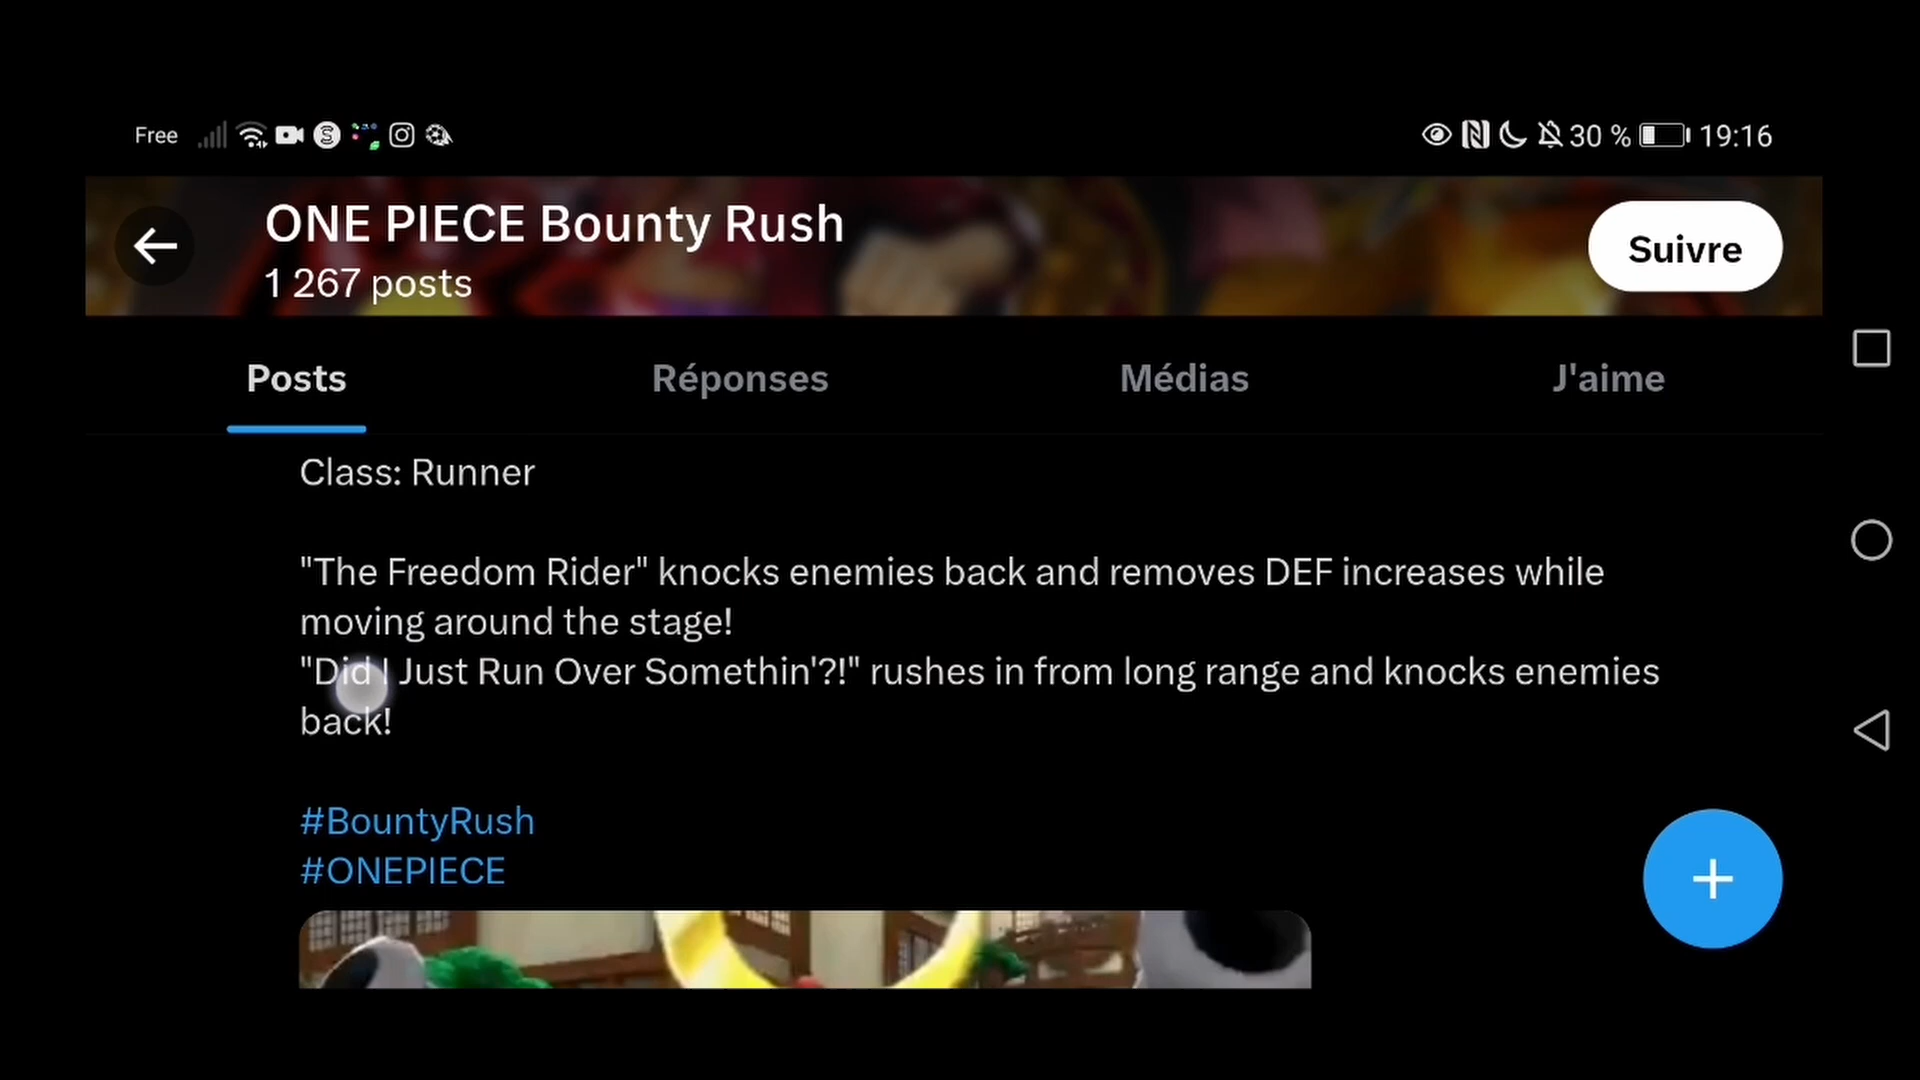 Free
30 %
19:16
ONE PIECE Bounty Rush
1 267 posts
Suivre
Posts
Réponses
Médias
J'aime
Class: Runner
"The Freedom Rider" knocks enemies back and removes DEF increases while
moving around the stage!
"Did I Just Run Over Somethin'?!" rushes in from long range and knocks enemies
back!
#BountyRush
#ONEPIECE